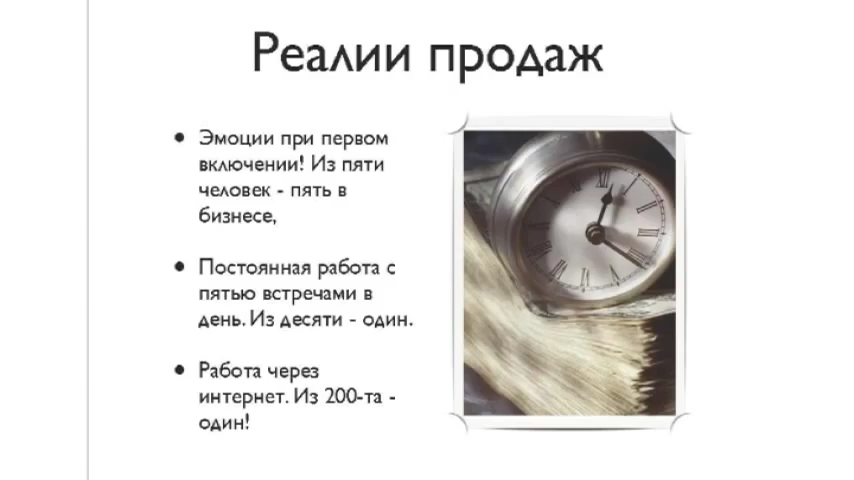 Реалии продаж
• Эмоции при первом
включении! Из пяти
человек - пять в
бизнесе,
• Постоянная работа с
пятью встречами в
день. Из десяти - один.
• Работа через
интернет. Из 200-та -
один!